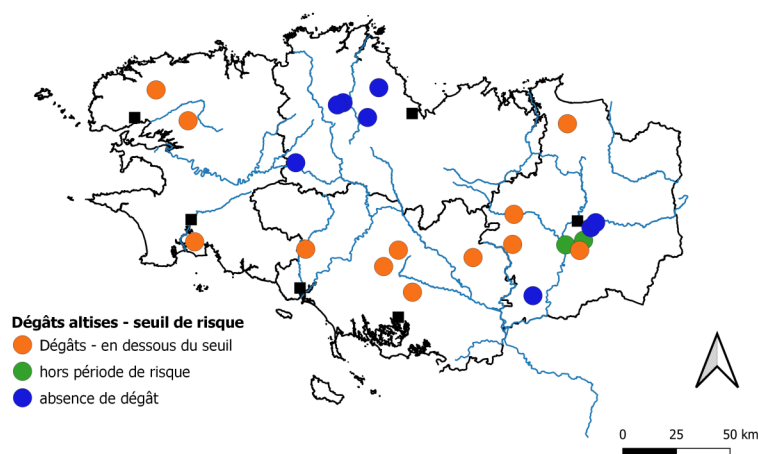 Dégâts altises - seuil de risque
Dégâts - en dessous du seuil
hors période de risque
absence de dégât
0 25 50 km